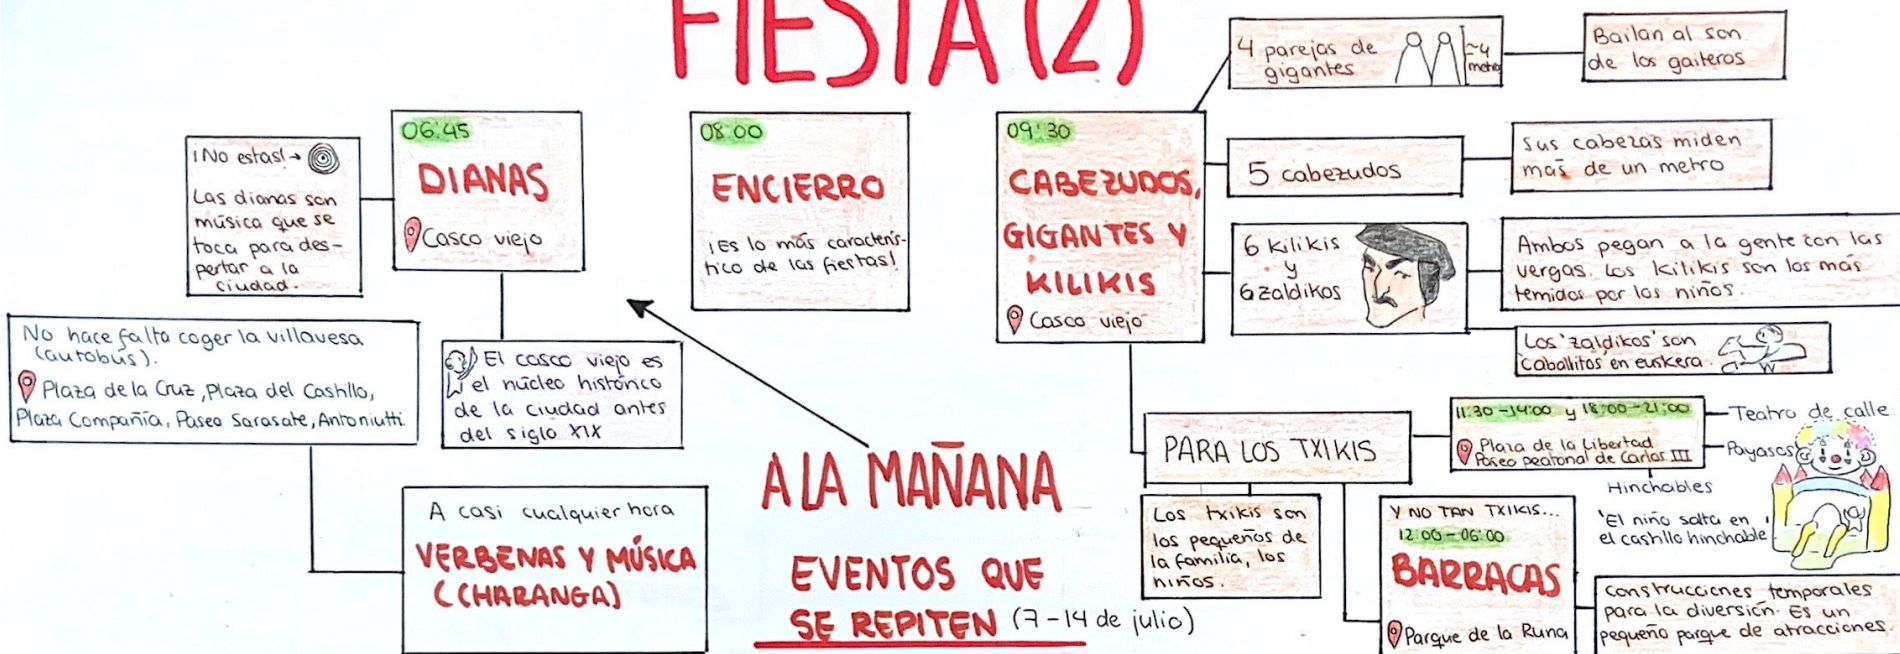 FIESTA (2)
¡No estas! →
Las dianas son
música que se
toca para des-
pertar a la
ciudad.
06:45
DIANAS
Casco viejo
El casco viejo es
el núcleo histórico
de la ciudad antes
del siglo XIX
No hace falta coger la villavesa
(autobús).
Plaza de la Cruz, Plaza del Castillo,
Plaza Compañía, Paseo Sarasate, Antoniutti.
A casi cualquier hora
VERBENAS Y MÚSICA
(CHARANGA)
08:00
ENCIERRO
¡Es lo más caracterís-
tico de las fiestas!
A LA MAÑANA
EVENTOS QUE
SE REPITEN (7-14 de julio)
09:30
CABEZUDOS,
GIGANTES Y
KILIKIS
Casco viejo
4 parejas de
gigantes
~4
metros
Bailan al son
de los gaiteros
5 cabezudos
Sus cabezas miden
más de un metro
6 kilikis
y
6 zaldikos
Ambos pegan a la gente con las
vergas. Los kilikis son los más
temidos por los niños.
Los 'zaldikos' son
'caballitos' en euskera.
PARA LOS TXIKIS
Los txikis son
los pequeños de
la familia, los
niños.
11:30-14:00 y 18:00-21:00
Plaza de la Libertad
Paseo peatonal de Carlos III
Teatro de calle
Payasos
Hinchables
'El niño salta en
el castillo hinchable'
Y NO TAN TXIKIS...
12:00-06:00
BARRACAS
Parque de la Runa
Construcciones temporales
para la diversión. Es un
pequeño parque de atracciones.